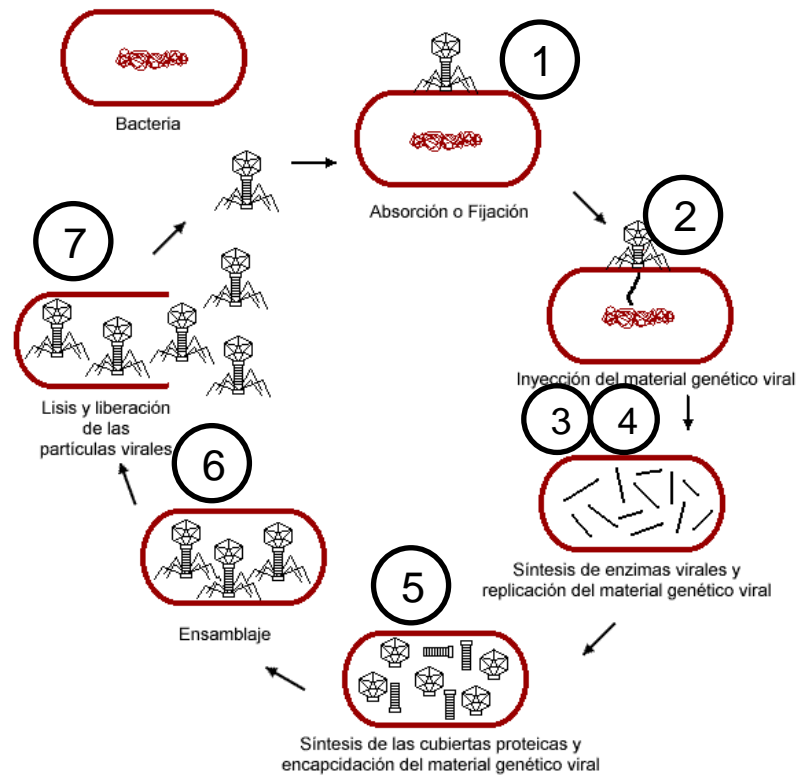 Bacteria
1
Absorción o Fijación
2
Inyección del material genético viral
3
4
Síntesis de enzimas virales y
replicación del material genético viral
5
Síntesis de las cubiertas proteicas y
encapcidación del material genético viral
6
Ensamblaje
7
Lisis y liberación
de las
partículas virales